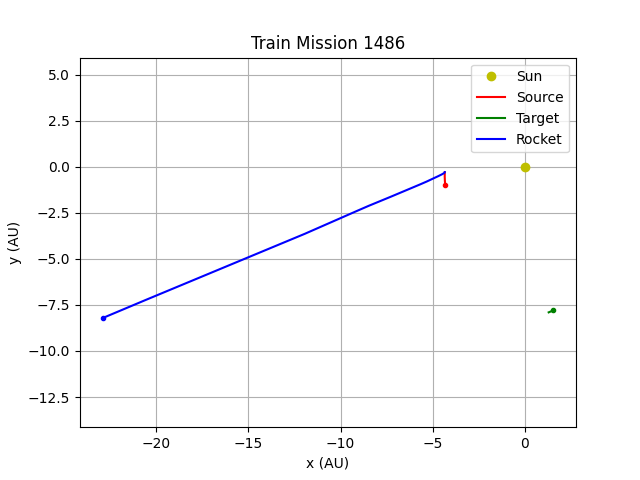 Train Mission 1486
Sun
Source
Target
Rocket
5.0
2.5
0.0
−2.5
−5.0
−7.5
−10.0
−12.5
y (AU)
−20
−15
−10
−5
0
x (AU)